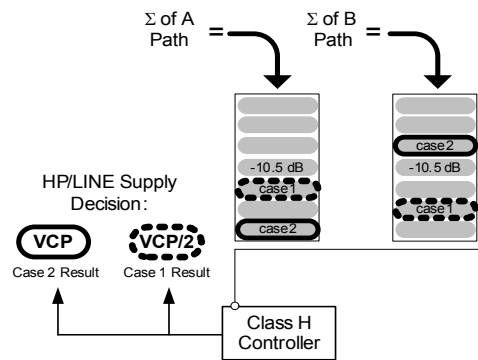 Σ of A
Path
=
Σ of B
Path
=
case2
-10.5 dB
-10.5 dB
case1
case1
case2
HP/LINE Supply
Decision:
VCP
VCP/2
Case 2 Result
Case 1 Result
Class H
Controller